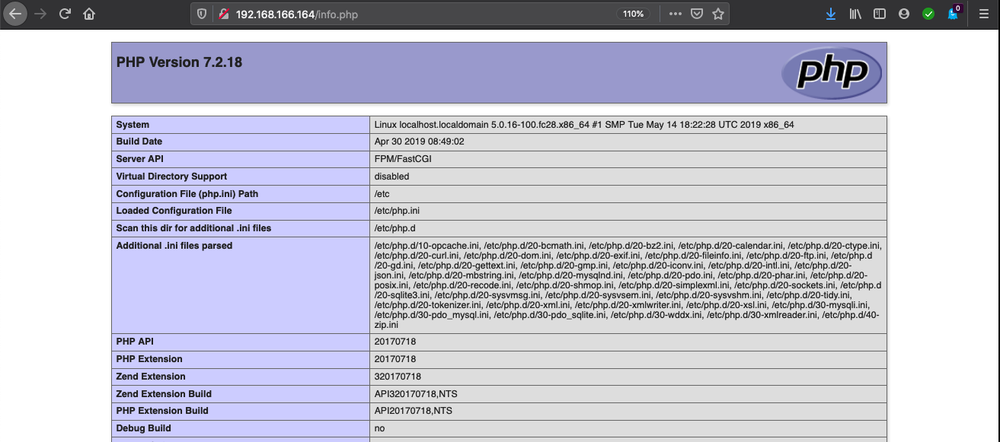 192.168.166.164/info.php 110% 0
PHP Version 7.2.18 php
System Linux localhost.localdomain 5.0.16-100.fc28.x86_64 #1 SMP Tue May 14 18:22:28 UTC 2019 x86_64
Build Date Apr 30 2019 08:49:02
Server API FPM/FastCGI
Virtual Directory Support disabled
Configuration File (php.ini) Path /etc
Loaded Configuration File /etc/php.ini
Scan this dir for additional .ini files /etc/php.d
Additional .ini files parsed /etc/php.d/10-opcache.ini, /etc/php.d/20-bcmath.ini, /etc/php.d/20-bz2.ini, /etc/php.d/20-calendar.ini, /etc/php.d/20-ctype.ini,
/etc/php.d/20-curl.ini, /etc/php.d/20-dom.ini, /etc/php.d/20-exif.ini, /etc/php.d/20-fileinfo.ini, /etc/php.d/20-ftp.ini, /etc/php.d
/20-gd.ini, /etc/php.d/20-gettext.ini, /etc/php.d/20-gmp.ini, /etc/php.d/20-iconv.ini, /etc/php.d/20-intl.ini, /etc/php.d/20-
json.ini, /etc/php.d/20-mbstring.ini, /etc/php.d/20-mysqlnd.ini, /etc/php.d/20-pdo.ini, /etc/php.d/20-phar.ini, /etc/php.d/20-
posix.ini, /etc/php.d/20-recode.ini, /etc/php.d/20-shmop.ini, /etc/php.d/20-simplexml.ini, /etc/php.d/20-sockets.ini, /etc/php.d
/20-sqlite3.ini, /etc/php.d/20-sysvmsg.ini, /etc/php.d/20-sysvsem.ini, /etc/php.d/20-sysvshm.ini, /etc/php.d/20-tidy.ini,
/etc/php.d/20-tokenizer.ini, /etc/php.d/20-xml.ini, /etc/php.d/20-xmlwriter.ini, /etc/php.d/20-xsl.ini, /etc/php.d/30-mysqli.ini,
/etc/php.d/30-pdo_mysql.ini, /etc/php.d/30-pdo_sqlite.ini, /etc/php.d/30-wddx.ini, /etc/php.d/30-xmlreader.ini, /etc/php.d/40-
zip.ini
PHP API 20170718
PHP Extension 20170718
Zend Extension 320170718
Zend Extension Build API320170718,NTS
PHP Extension Build API20170718,NTS
Debug Build no